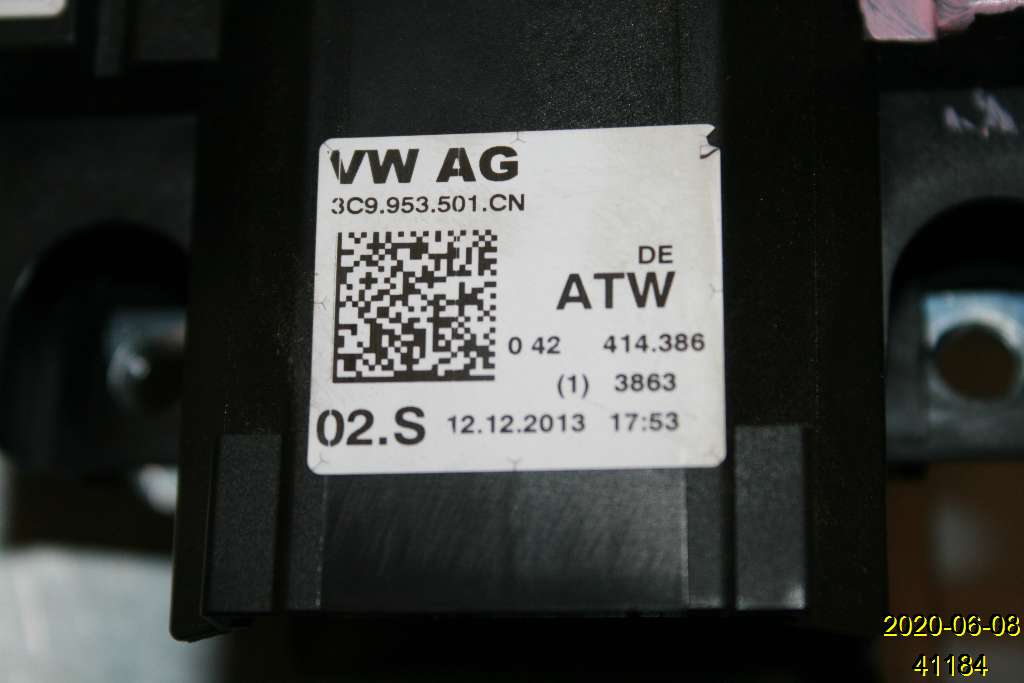 VW AG
3C9.953.501.CN
DE
ATW
0 42 414.386
(1) 3863
02.S 12.12.2013 17:53
2020-06-08
41184